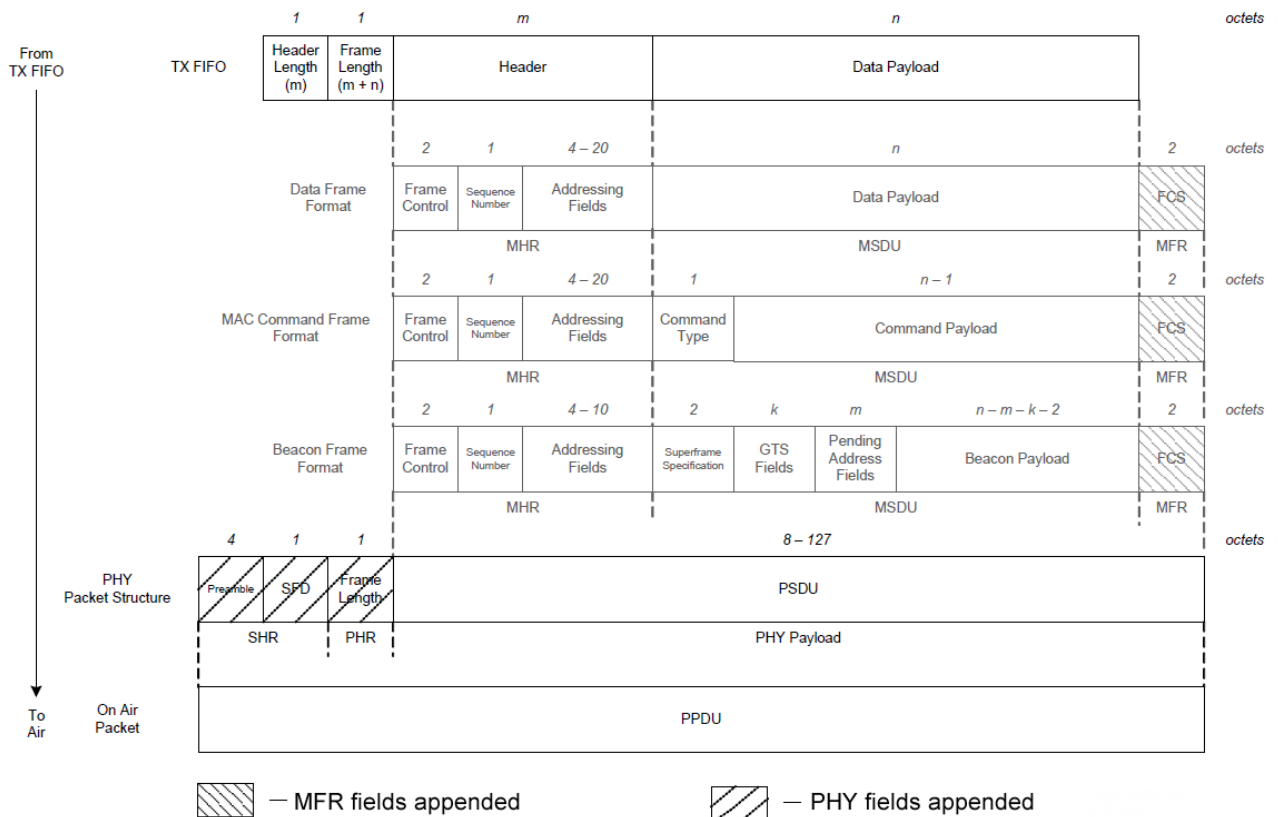 1 1 m n octets
From
TX FIFO
TX FIFO
Header
Length
(m)
Frame
Length
(m + n)
Header
Data Payload
2 1 4 – 20 n 2 octets
Data Frame
Format
Frame
Control
Sequence
Number
Addressing
Fields
Data Payload
FCS
MHR MSDU MFR
2 1 4 – 20 1 n – 1 2 octets
MAC Command Frame
Format
Frame
Control
Sequence
Number
Addressing
Fields
Command
Type
Command Payload
FCS
MHR MSDU MFR
2 1 4 – 10 2 k m n – m – k – 2 2 octets
Beacon Frame
Format
Frame
Control
Sequence
Number
Addressing
Fields
Superframe
Specification
GTS
Fields
Pending
Address
Fields
Beacon Payload
FCS
MHR MSDU MFR
4 1 1 8 – 127 octets
PHY
Packet Structure
Preamble
SFD
Frame
Length
PSDU
SHR PHR PHY Payload
To
Air
On Air
Packet
PPDU
— MFR fields appended
— PHY fields appended